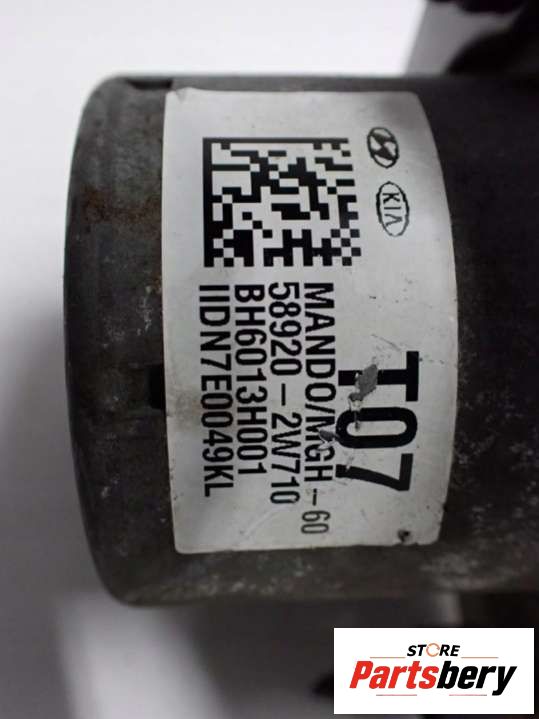 KIA
T07
MANDO/MGH-60
58920-2W710
BH6013H001
IIDN7E0049KL
STORE
Partsbery